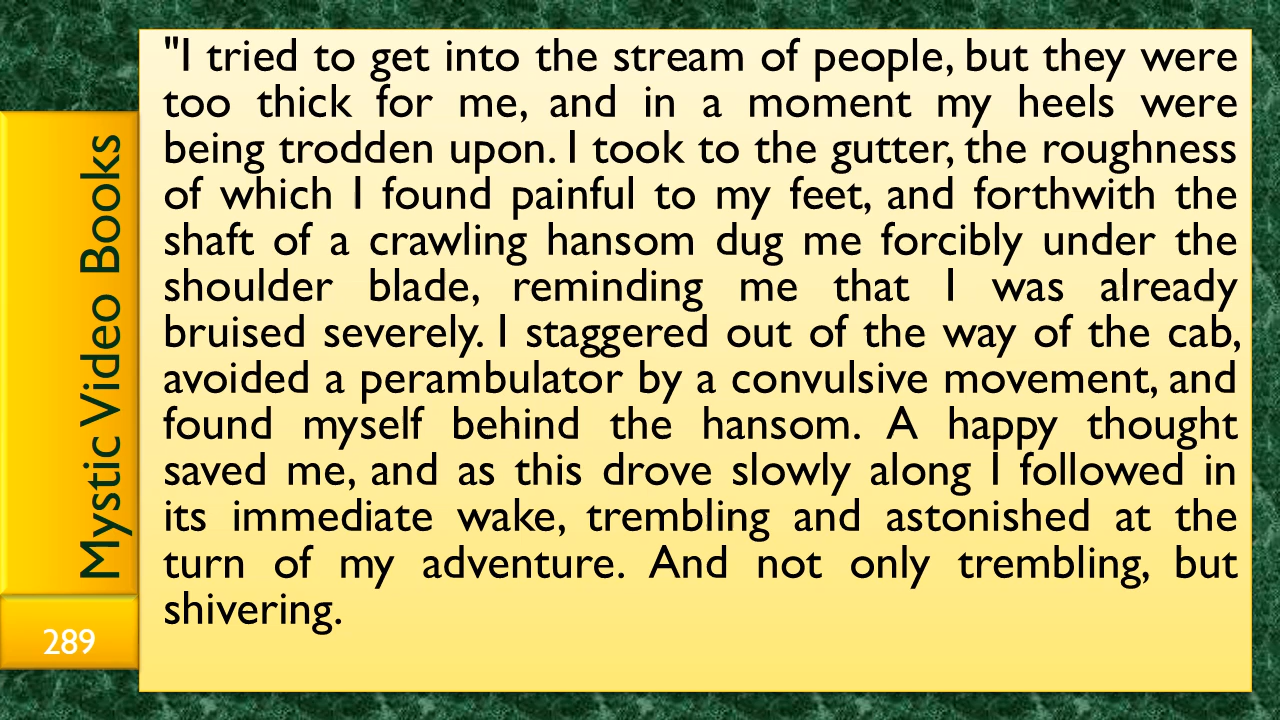 "I tried to get into the stream of people, but they were
too thick for me, and in a moment my heels were
being trodden upon. I took to the gutter, the roughness
of which I found painful to my feet, and forthwith the
shaft of a crawling hansom dug me forcibly under the
shoulder blade, reminding me that I was already
bruised severely. I staggered out of the way of the cab,
avoided a perambulator by a convulsive movement, and
found myself behind the hansom. A happy thought
saved me, and as this drove slowly along I followed in
its immediate wake, trembling and astonished at the
turn of my adventure. And not only trembling, but
shivering.
Mystic Video Books
289